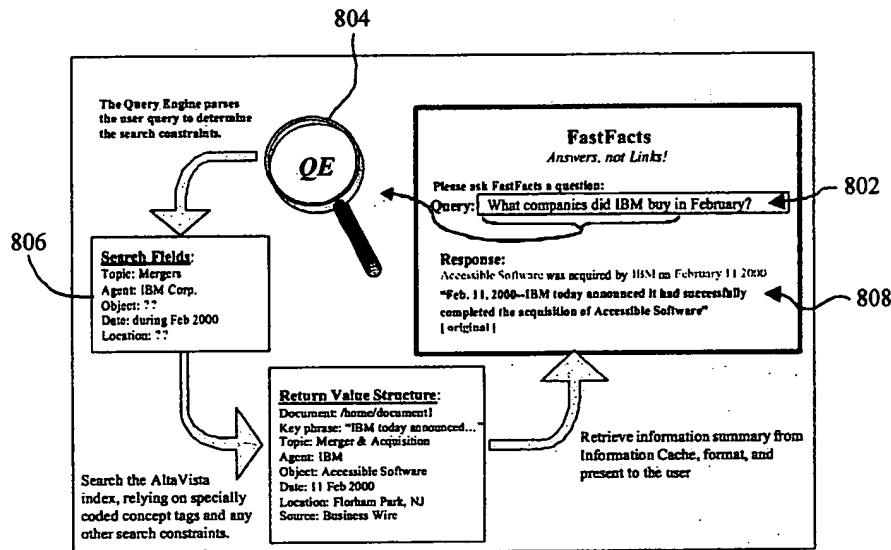 804
The Query Engine parses
the user query to determine
the search constraints.
QE
FastFacts
Answers, not Links!
Please ask FastFacts a question:
Query: What companies did IBM buy in February?
802
806
Search Fields:
Topic: Mergers
Agent: IBM Corp.
Object: ??
Date: during Feb 2000
Location: ??
Response:
Accessible Software was acquired by IBM on February 11 2000
“Feb. 11, 2000--IBM today announced it had successfully
completed the acquisition of Accessible Software”
[original]
808
Search the AltaVista
index, relying on specially
coded concept tags and any
other search constraints.
Return Value Structure:
Document: /home/document1
Key phrase: “IBM today announced...”
Topic: Merger & Acquisition
Agent: IBM
Object: Accessible Software
Date: 11 Feb 2000
Location: Florham Park, NJ
Source: Business Wire
Retrieve information summary from
Information Cache, format, and
present to the user